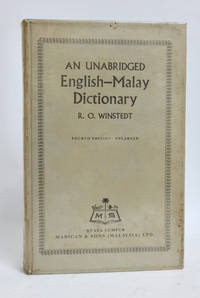 AN UNABRIDGED
English–Malay
Dictionary
R. O. WINSTEDT
FOURTH EDITION: ENLARGED
M S
KUALA LUMPUR
MARICAN & SONS (MALAYSIA) LTD.